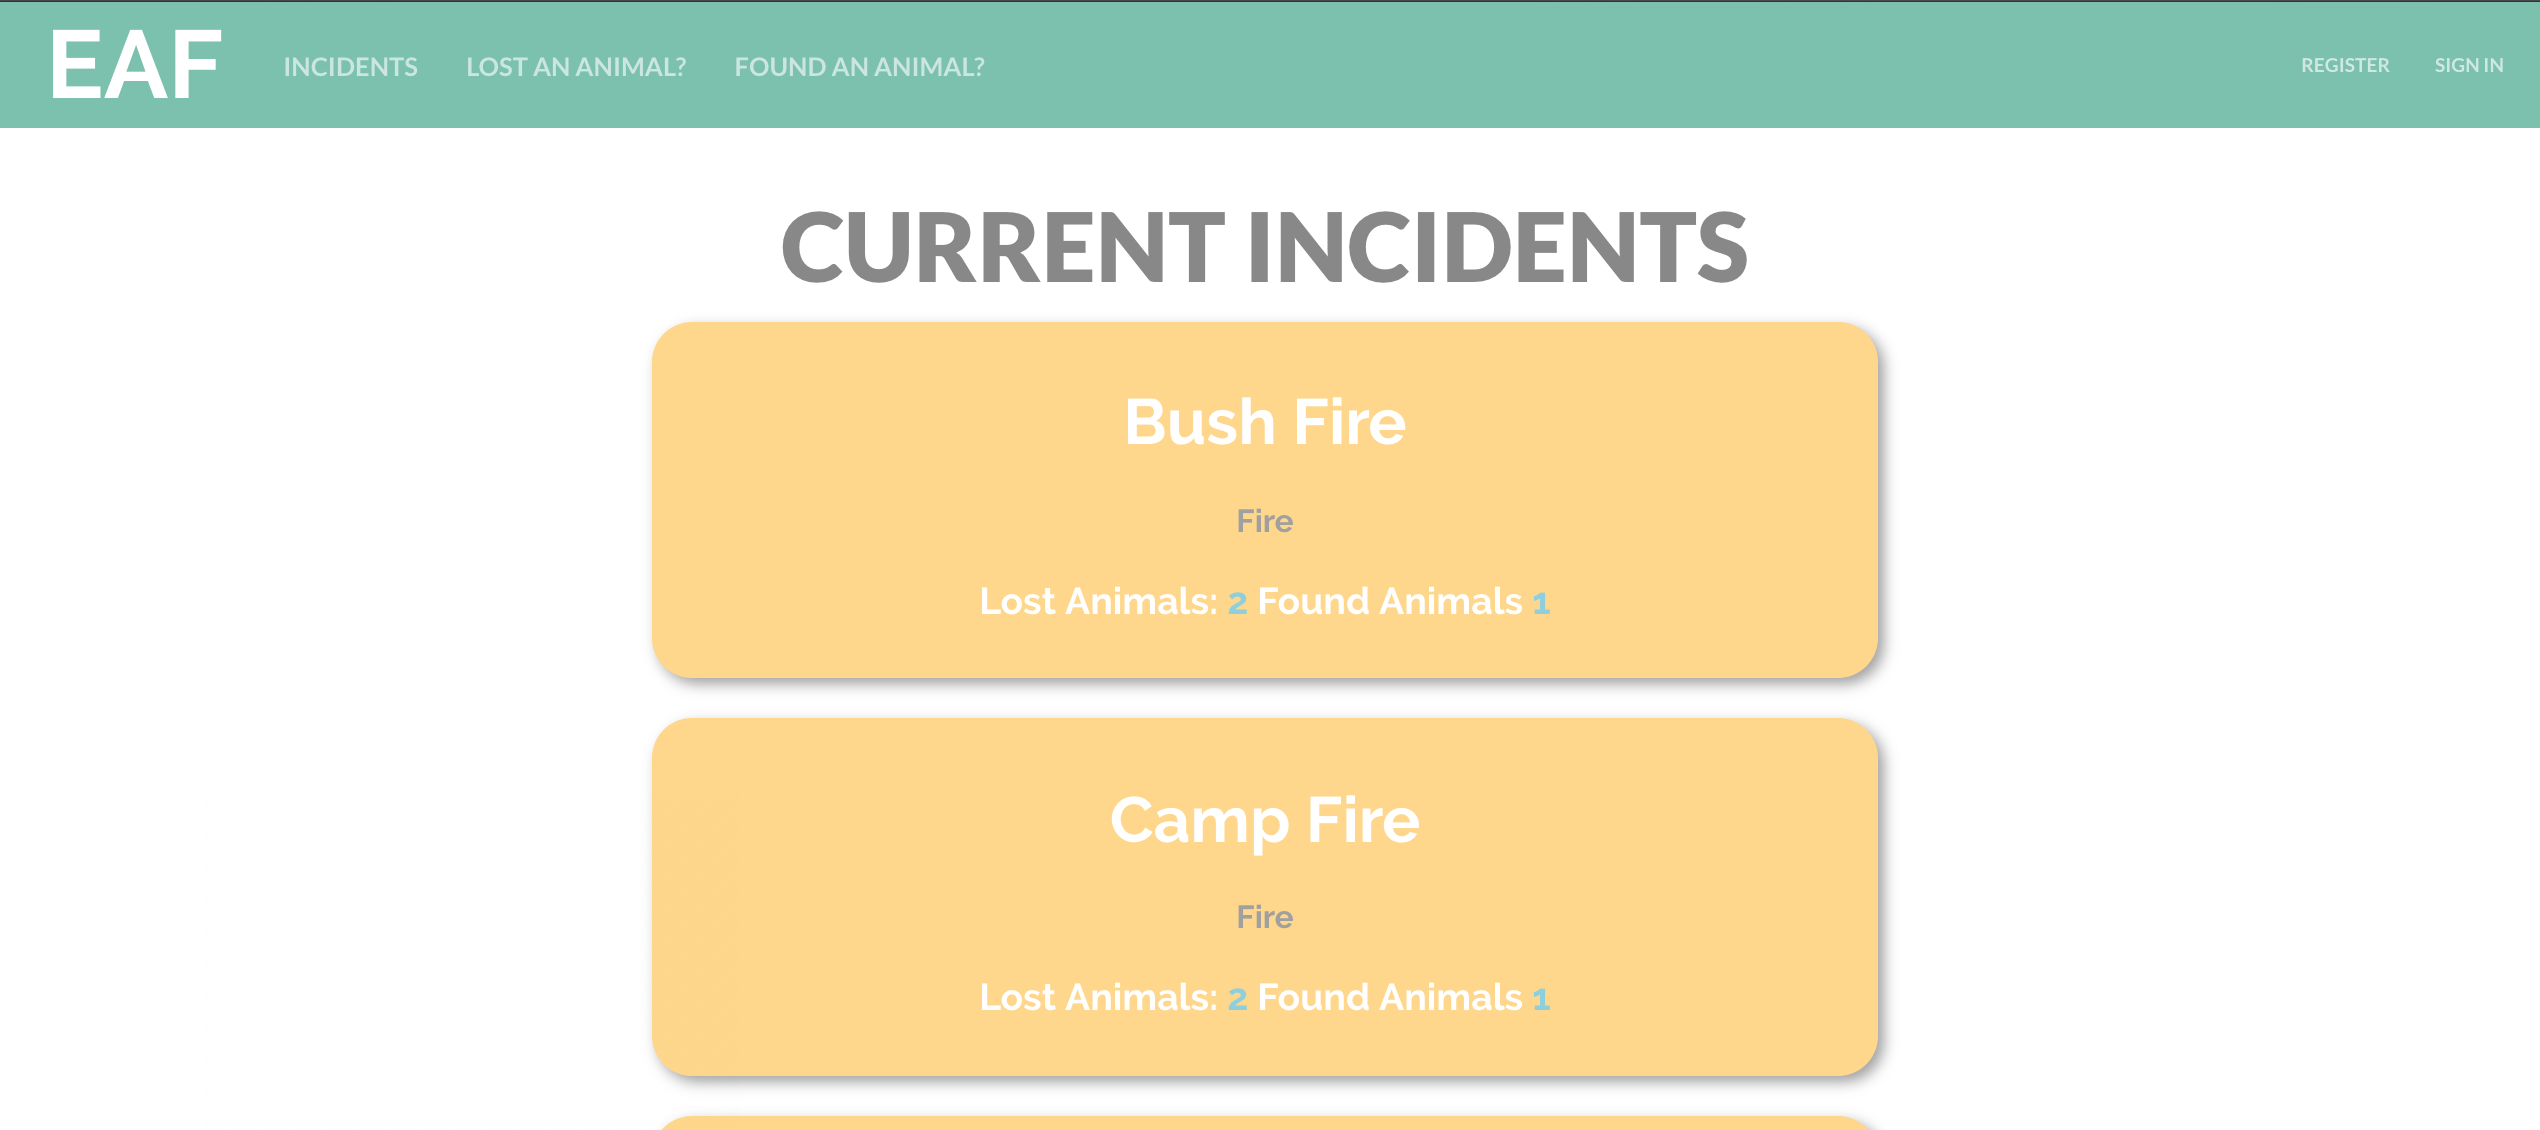 EAF INCIDENTS LOST AN ANIMAL? FOUND AN ANIMAL? REGISTER SIGN IN
CURRENT INCIDENTS
Bush Fire
Fire
Lost Animals: 2 Found Animals 1
Camp Fire
Fire
Lost Animals: 2 Found Animals 1